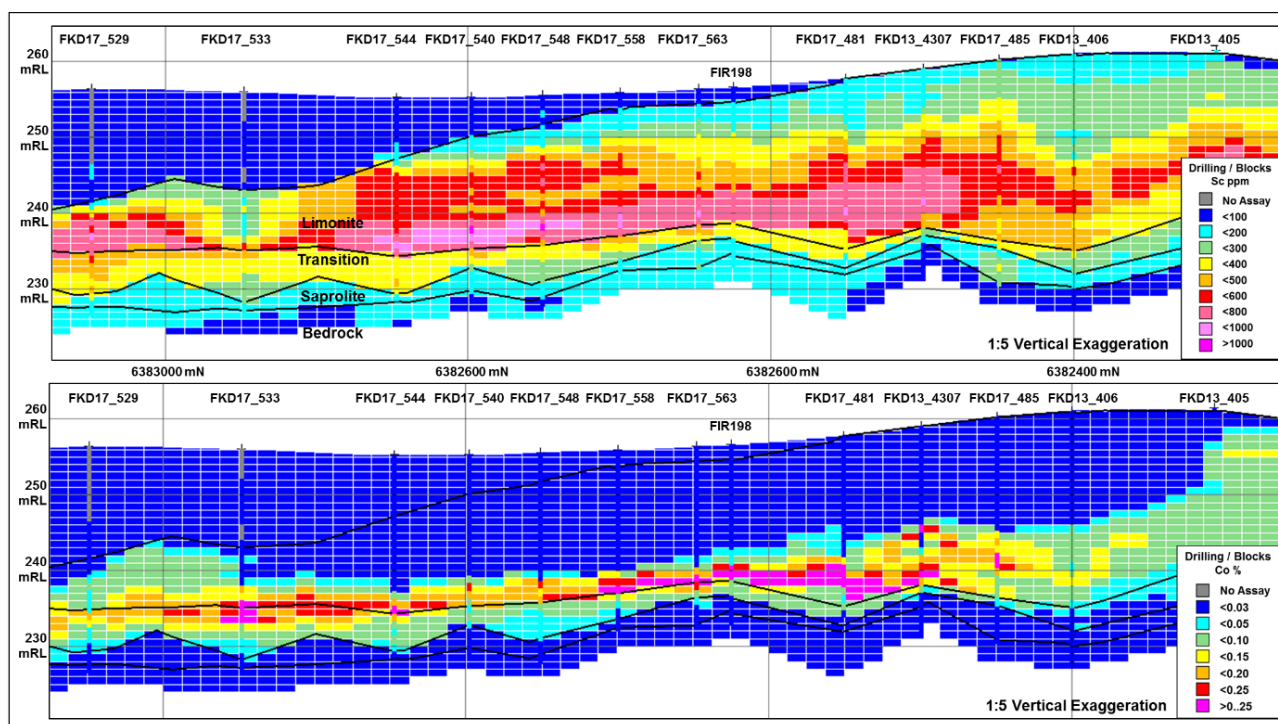 FKD17_529 FKD17_533 FKD17_544 FKD17_540 FKD17_548 FKD17_558 FKD17_563 FKD17_481 FKD13_4307 FKD17_485 FKD13_406 FKD13_405
FIR198
260
mRL
250
mRL
240
mRL
230
mRL
Limonite
Transition
Saprolite
Bedrock
Drilling / Blocks
Sc ppm
No Assay
<100
<200
<300
<400
<500
<600
<800
<1000
>1000
1:5 Vertical Exaggeration
6383000 mN 6382600 mN 6382600 mN 6382400 mN
FKD17_529 FKD17_533 FKD17_544 FKD17_540 FKD17_548 FKD17_558 FKD17_563 FKD17_481 FKD13_4307 FKD17_485 FKD13_406 FKD13_405
FIR198
260
mRL
250
mRL
240
mRL
230
mRL
Drilling / Blocks
Co %
No Assay
<0.03
<0.05
<0.10
<0.15
<0.20
<0.25
>0..25
1:5 Vertical Exaggeration